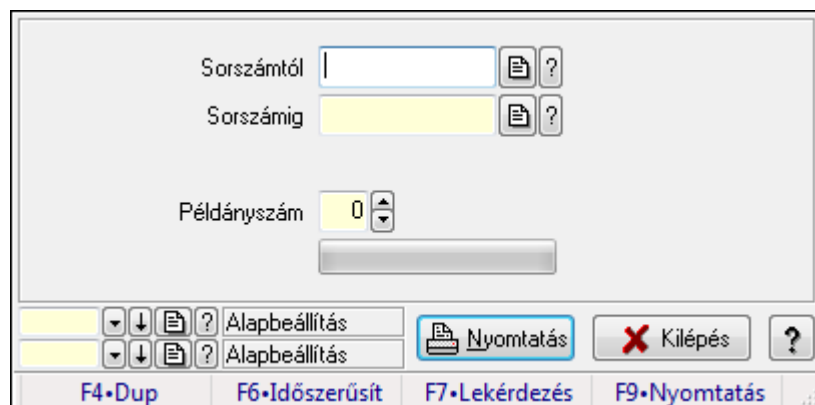 Sorszámtól ?
Sorszámig ?
Példányszám 0
? Alapbeállítás
? Alapbeállítás
Nyomtatás Kilépés ?
F4•Dup F6•Időszerűsít F7•Lekérdezés F9•Nyomtatás